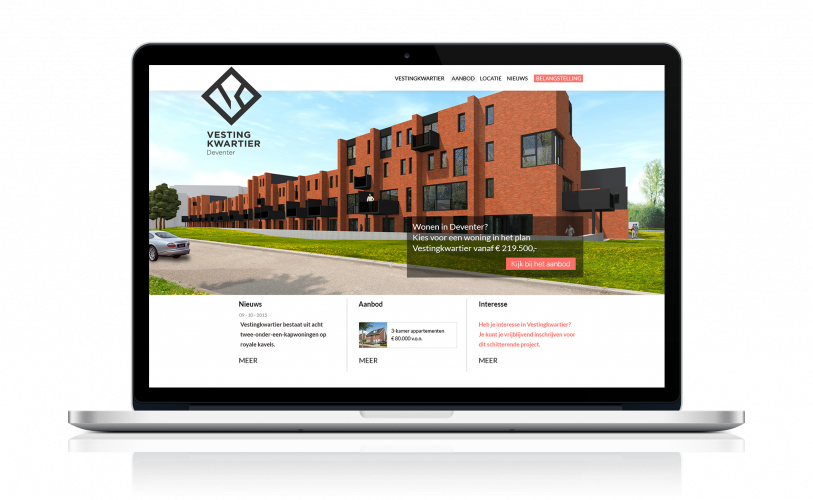 VESTINGKWARTIER AANBOD LOCATIE NIEUWS BELANGSTELLING
VESTING
KWARTIER
Deventer
Wonen in Deventer?
Kies voor een woning in het plan
Vestingkwartier vanaf € 219.500,-
Kijk bij het aanbod
Nieuws
09 - 10 - 2015
Vestingkwartier bestaat uit acht
twee-onder-een-kapwoningen op
royale kavels.
MEER
Aanbod
3-kamer appartementen
€ 80.000 v.o.n.
MEER
Interesse
Heb je interesse in Vestingkwartier?
Je kunt je vrijblijvend inschrijven voor
dit schitterende project.
MEER